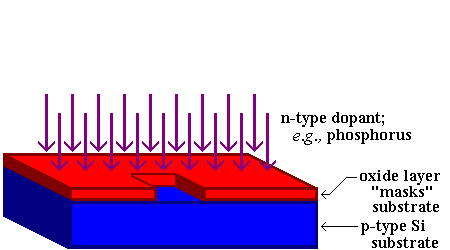 n-type dopant;
e.g., phosphorus
oxide layer
"masks"
substrate
p-type Si
substrate